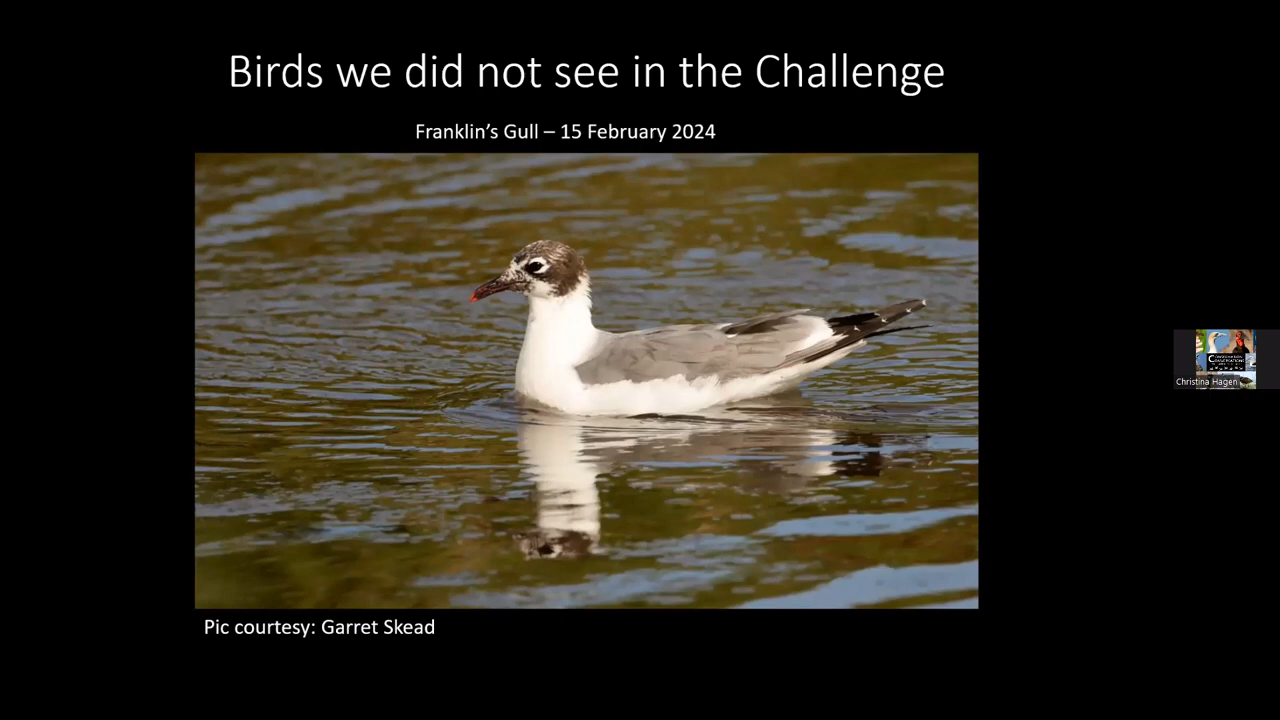 Birds we did not see in the Challenge
Franklin's Gull – 15 February 2024
Pic courtesy: Garret Skead
Christina Hagen